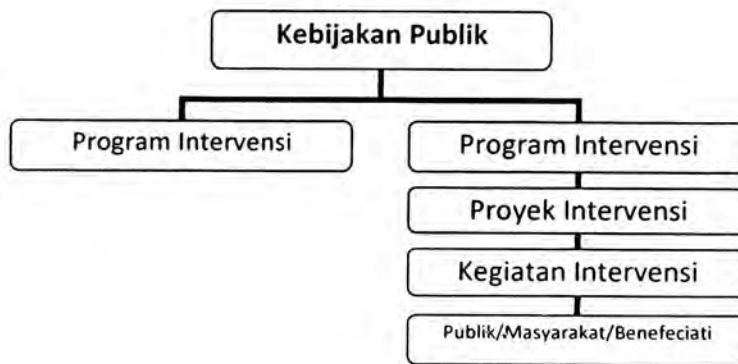 Kebijakan Publik
Program Intervensi
Program Intervensi
Proyek Intervensi
Kegiatan Intervensi
Publik/Masyarakat/Benefeciati